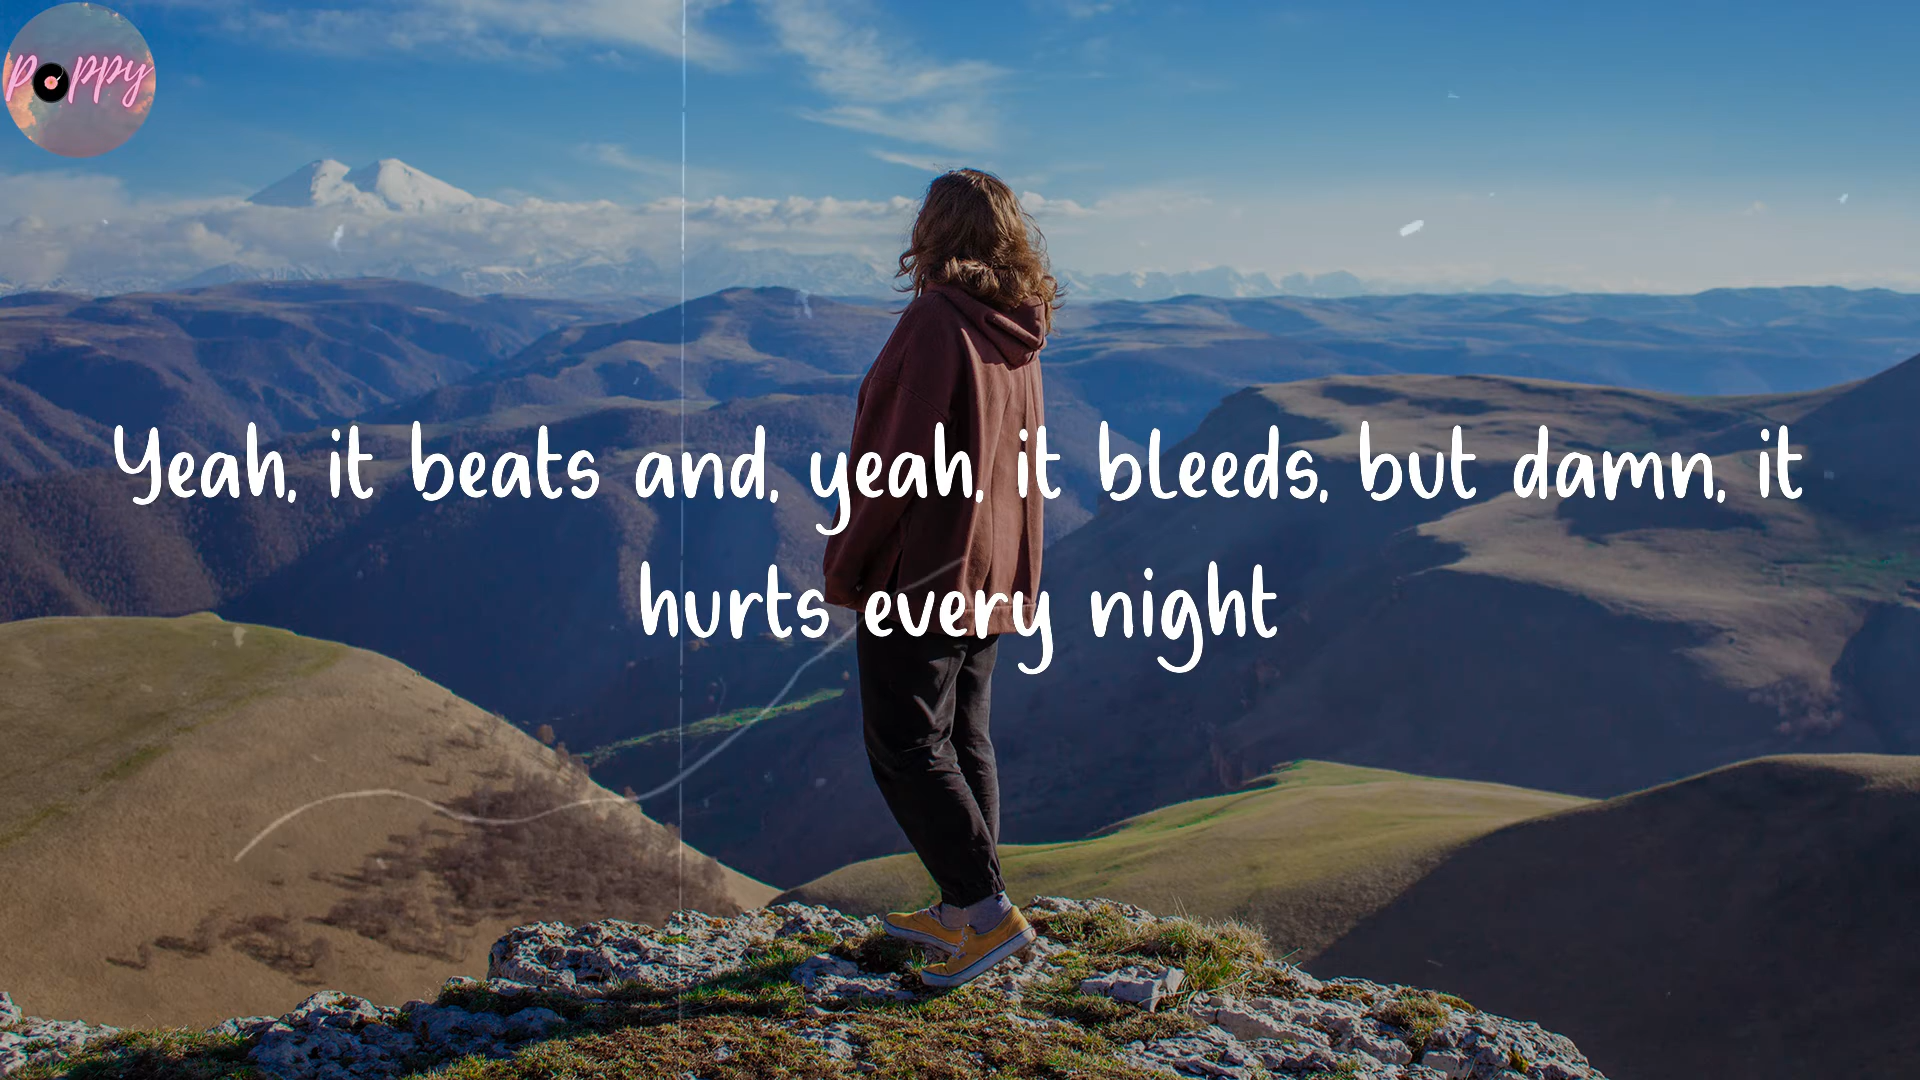 poppy
Yeah, it beats and, yeah, it bleeds, but damn, it
hurts every night